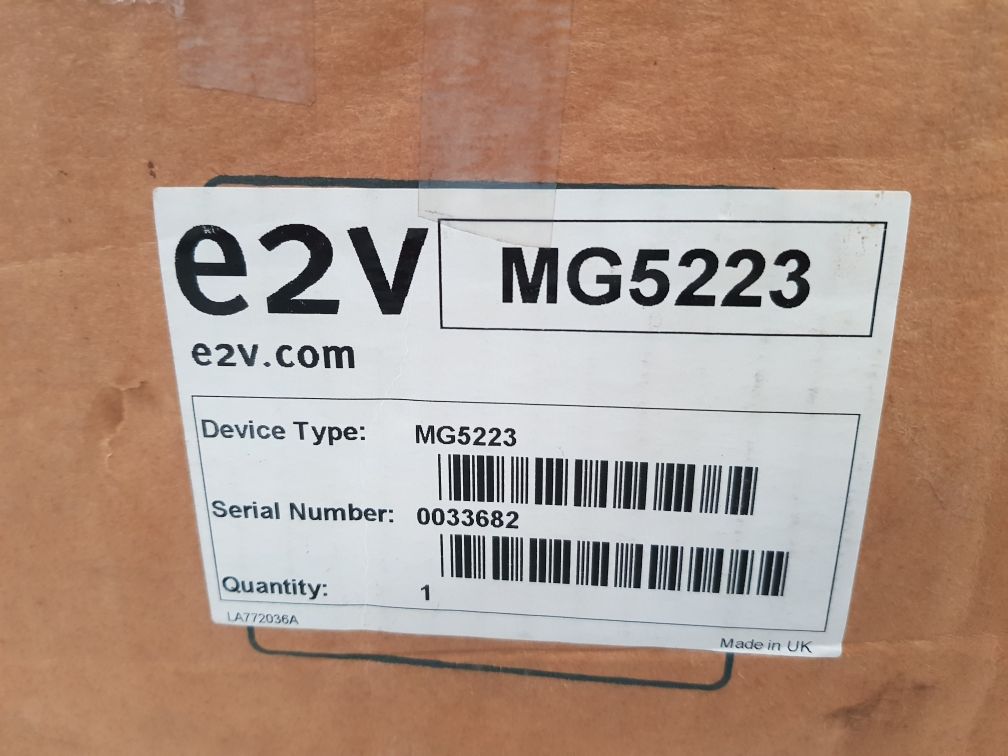 e2v
MG5223
e2v.com
Device Type: MG5223
Serial Number: 0033682
Quantity: 1
LA772036A
Made in UK